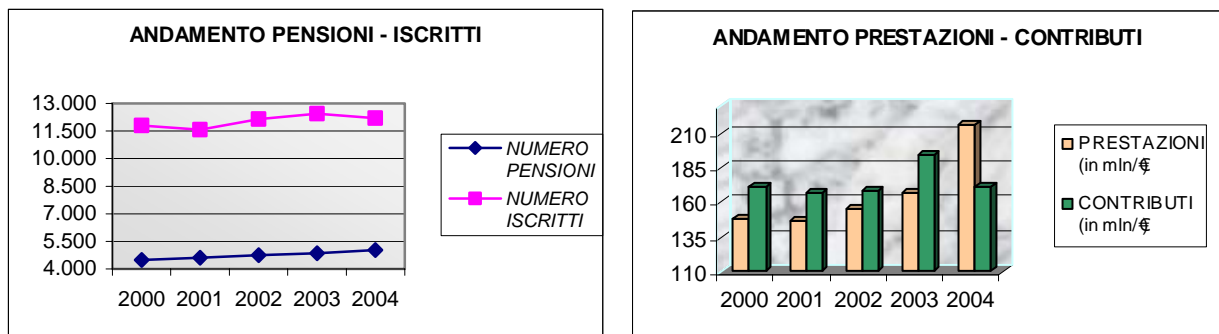 ANDAMENTO PENSIONI - ISCRITTI
13.000
11.500
10.000
8.500
7.000
5.500
4.000
2000 2001 2002 2003 2004
NUMERO
PENSIONI
NUMERO
ISCRITTI
ANDAMENTO PRESTAZIONI - CONTRIBUTI
210
185
160
135
110
2000 2001 2002 2003 2004
PRESTAZIONI
(in mln/€)
CONTRIBUTI
(in mln/€)